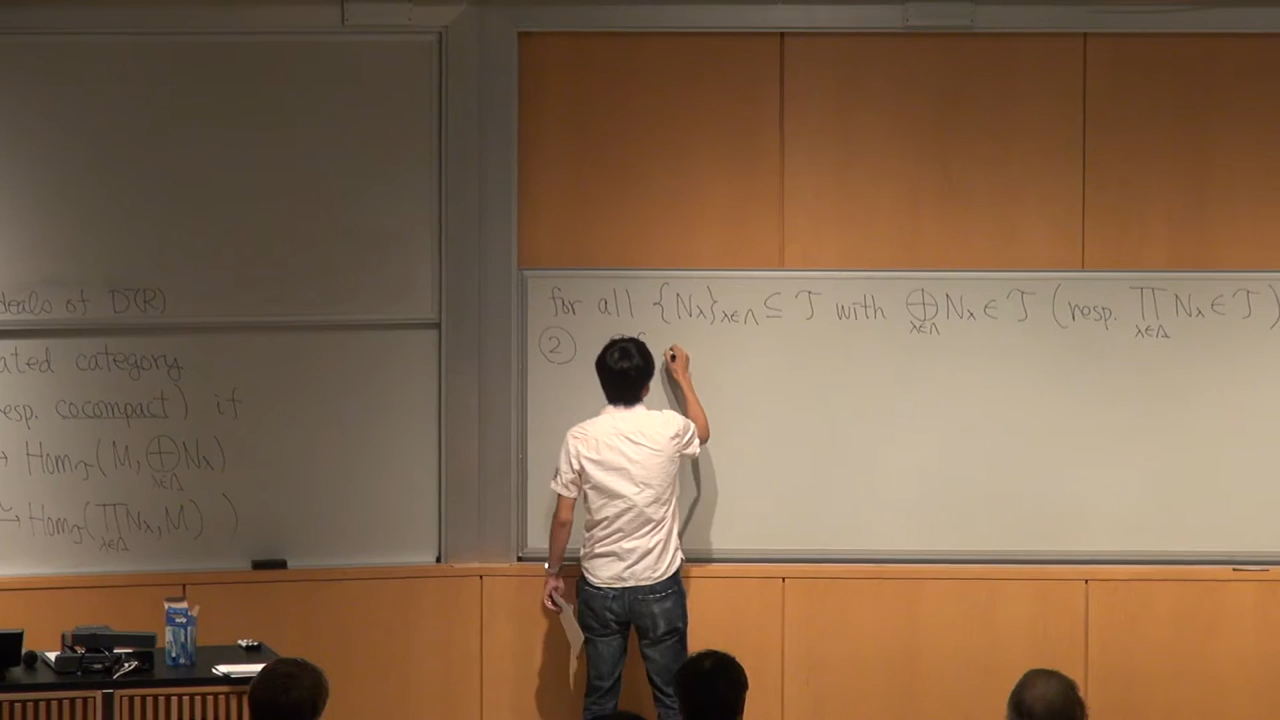 deals of D⁻(R)
ated category
esp. cocompact) if
→ Hom_𝒯(M, ⊕_{λ∈Λ} N_λ)
→ Hom_𝒯(∏_{λ∈Λ} N_λ, M) )
for all {N_λ}_{λ∈Λ} ⊆ 𝒯 with ⊕_{λ∈Λ} N_λ ∈ 𝒯 (resp. ∏_{λ∈Λ} N_λ ∈ 𝒯)
②